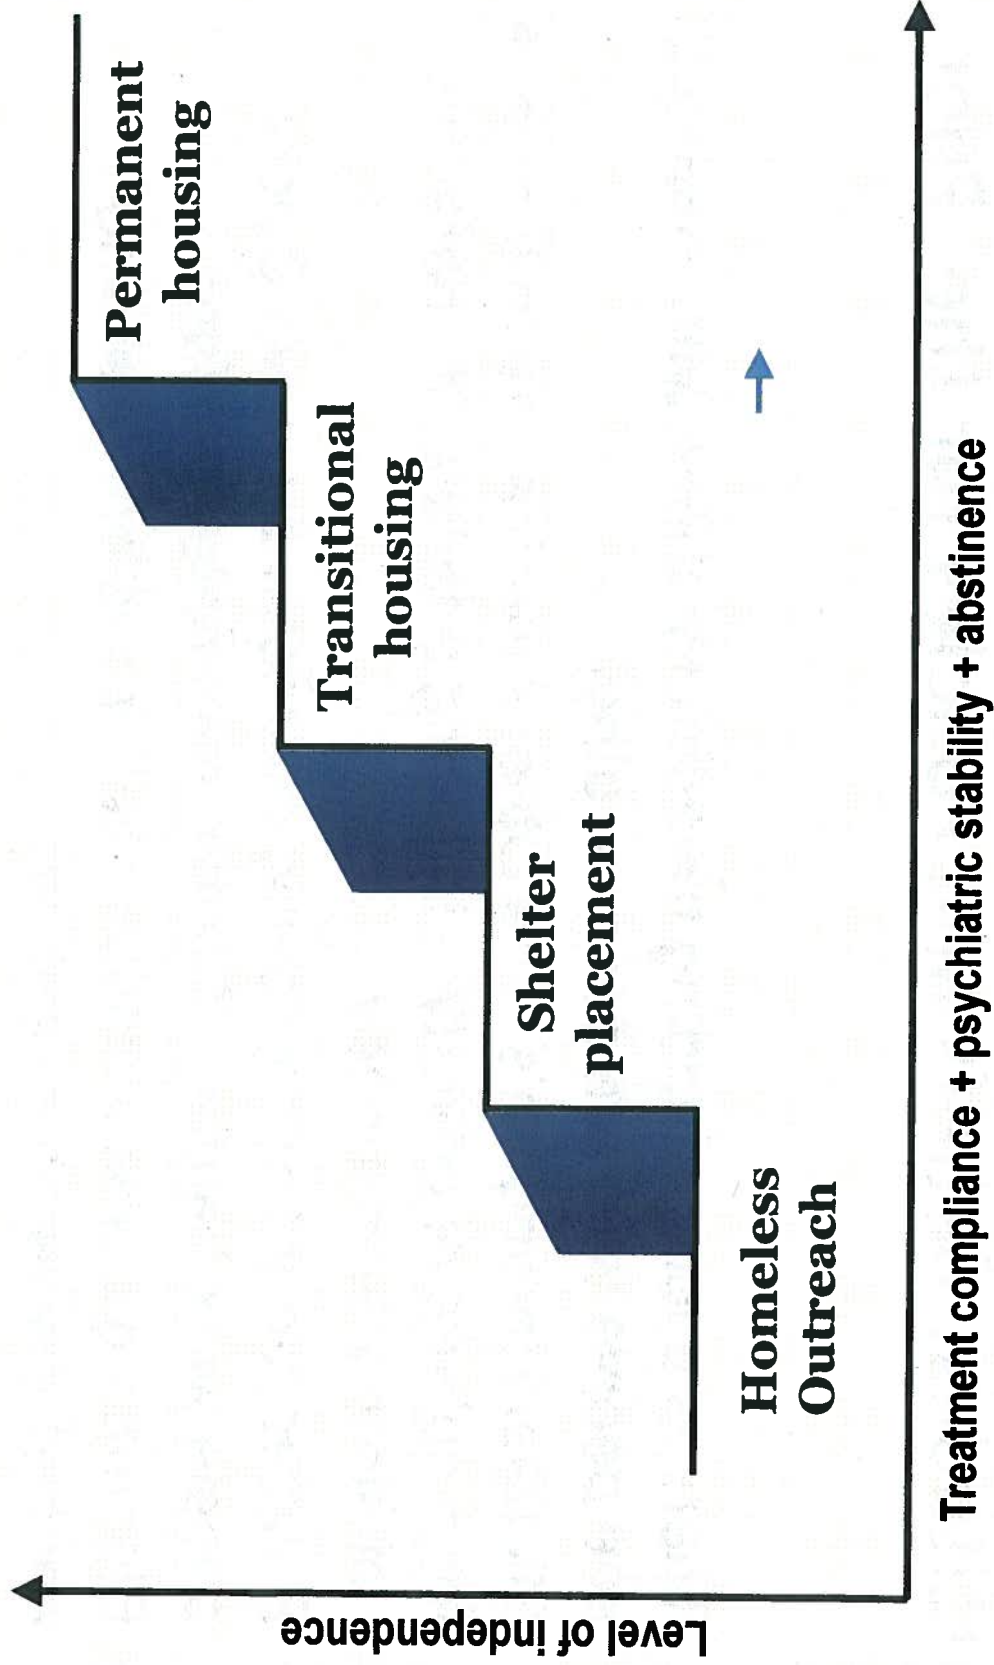 Permanent
housing
Transitional
housing
Shelter
placement
Homeless
Outreach
Level of independence
Treatment compliance + psychiatric stability + abstinence